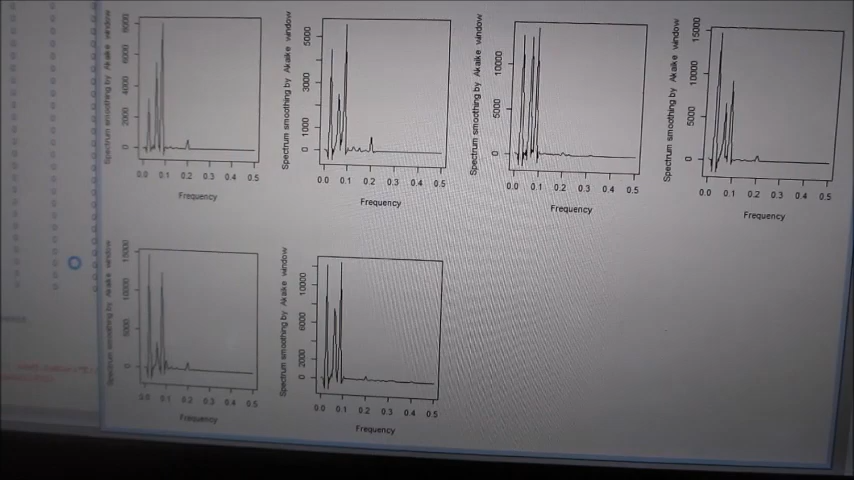 Spectrum smoothing by Akaike window
0 2000 4000 6000 8000
0.0 0.1 0.2 0.3 0.4 0.5
Frequency
Spectrum smoothing by Akaike window
0 1000 3000 5000
0.0 0.1 0.2 0.3 0.4 0.5
Frequency
Spectrum smoothing by Akaike window
0 5000 10000
0.0 0.1 0.2 0.3 0.4 0.5
Frequency
Spectrum smoothing by Akaike window
0 5000 10000 15000
0.0 0.1 0.2 0.3 0.4 0.5
Frequency
Spectrum smoothing by Akaike window
0 5000 10000 15000
0.0 0.1 0.2 0.3 0.4 0.5
Frequency
Spectrum smoothing by Akaike window
0 2000 6000 10000
0.0 0.1 0.2 0.3 0.4 0.5
Frequency